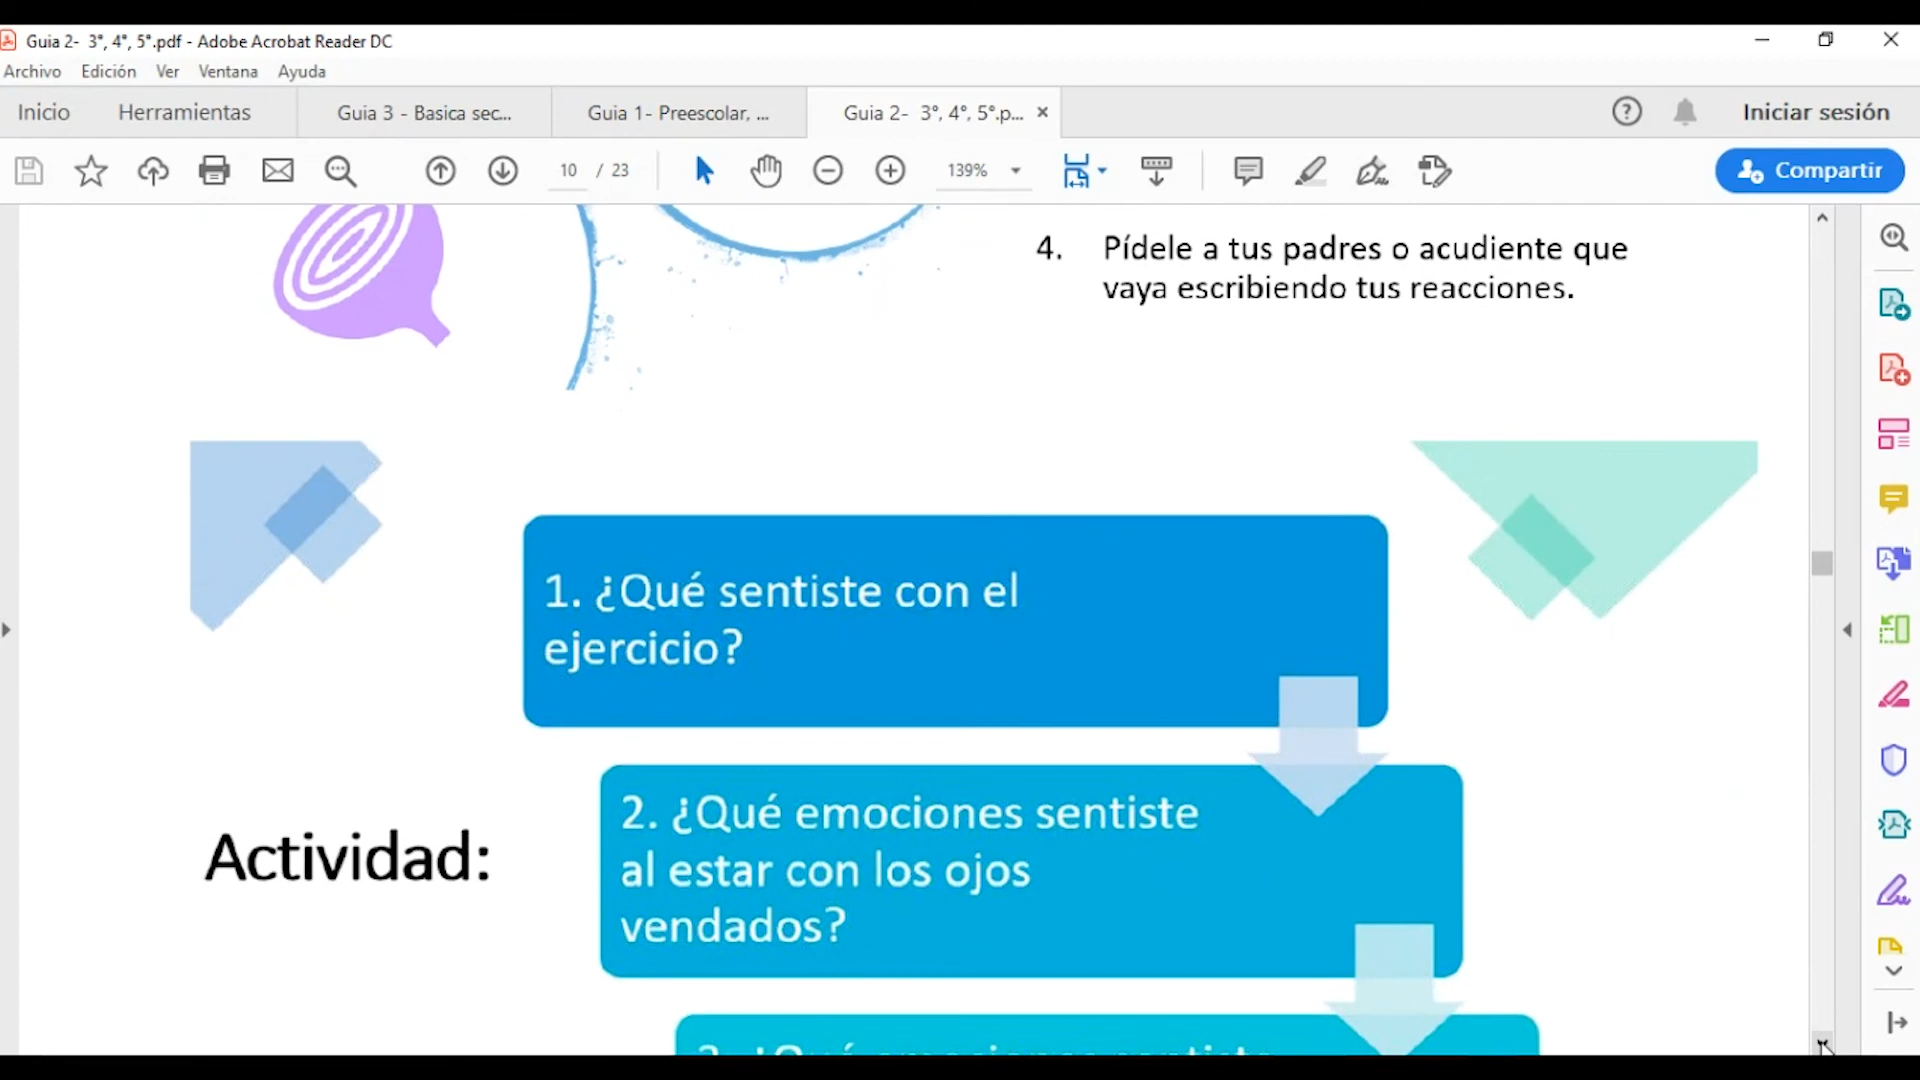 Guia 2- 3°, 4°, 5°.pdf - Adobe Acrobat Reader DC
Archivo Edición Ver Ventana Ayuda
Inicio Herramientas Guia 3 - Basica sec... Guia 1- Preescolar, ... Guia 2- 3°, 4°, 5°.p... Iniciar sesión
10 / 23 139% Compartir
4. Pídele a tus padres o acudiente que
vaya escribiendo tus reacciones.
1. ¿Qué sentiste con el
ejercicio?
2. ¿Qué emociones sentiste
al estar con los ojos
vendados?
Actividad: